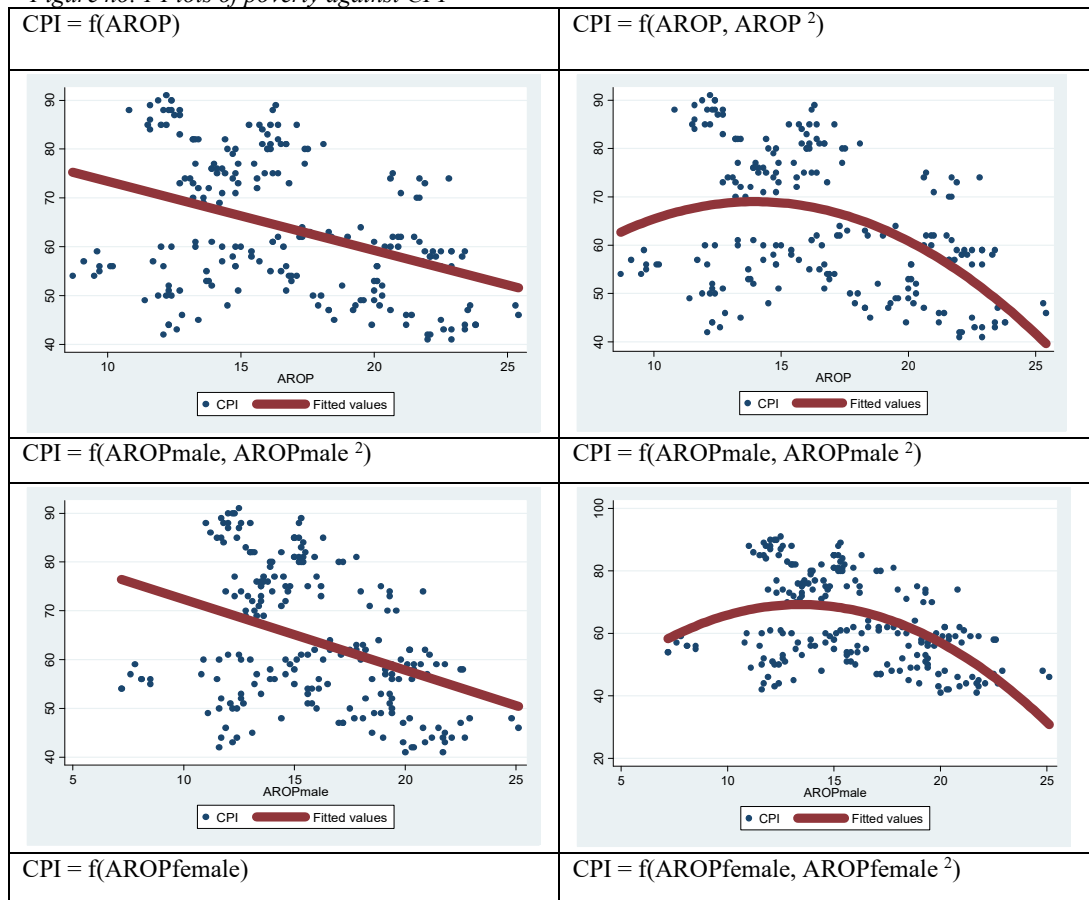 Figure no. 1 Plots of poverty against CPI
CPI = f(AROP)
CPI = f(AROP, AROP ²)
90
80
70
60
50
40
10
15
20
25
AROP
CPI
Fitted values
90
80
70
60
50
40
10
15
20
25
AROP
CPI
Fitted values
CPI = f(AROPmale, AROPmale ²)
CPI = f(AROPmale, AROPmale ²)
90
80
70
60
50
40
5
10
15
20
25
AROPmale
CPI
Fitted values
100
80
60
40
20
5
10
15
20
25
AROPmale
CPI
Fitted values
CPI = f(AROPfemale)
CPI = f(AROPfemale, AROPfemale ²)